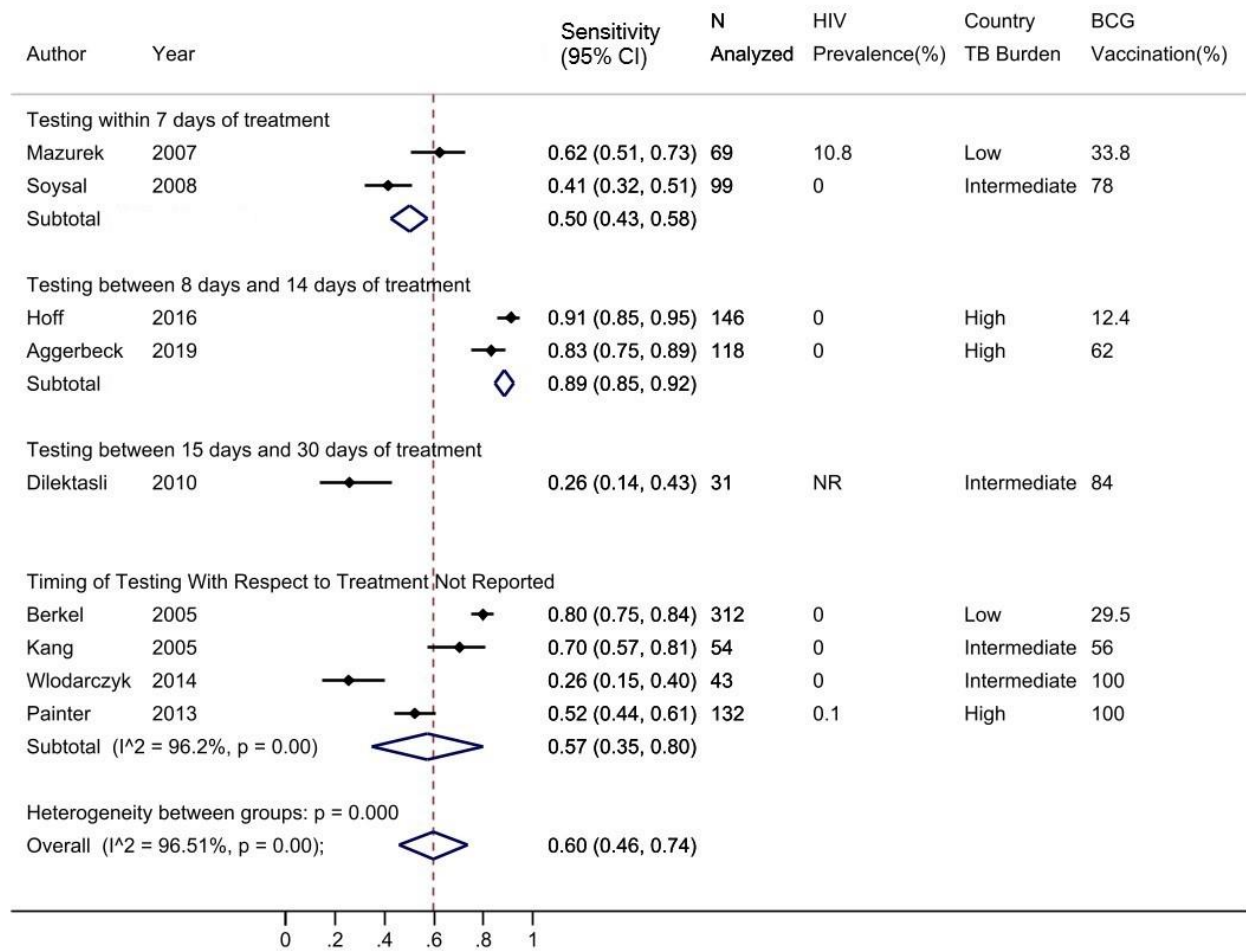 Author Year Sensitivity (95% CI) N Analyzed HIV Prevalence(%) Country TB Burden BCG Vaccination(%)
Testing within 7 days of treatment
Mazurek 2007 0.62 (0.51, 0.73) 69 10.8 Low 33.8
Soysal 2008 0.41 (0.32, 0.51) 99 0 Intermediate 78
Subtotal 0.50 (0.43, 0.58)
Testing between 8 days and 14 days of treatment
Hoff 2016 0.91 (0.85, 0.95) 146 0 High 12.4
Aggerbeck 2019 0.83 (0.75, 0.89) 118 0 High 62
Subtotal 0.89 (0.85, 0.92)
Testing between 15 days and 30 days of treatment
Dilektasli 2010 0.26 (0.14, 0.43) 31 NR Intermediate 84
Timing of Testing With Respect to Treatment Not Reported
Berkel 2005 0.80 (0.75, 0.84) 312 0 Low 29.5
Kang 2005 0.70 (0.57, 0.81) 54 0 Intermediate 56
Wlodarczyk 2014 0.26 (0.15, 0.40) 43 0 Intermediate 100
Painter 2013 0.52 (0.44, 0.61) 132 0.1 High 100
Subtotal (I^2 = 96.2%, p = 0.00) 0.57 (0.35, 0.80)
Heterogeneity between groups: p = 0.000
Overall (I^2 = 96.51%, p = 0.00); 0.60 (0.46, 0.74)
0 .2 .4 .6 .8 1